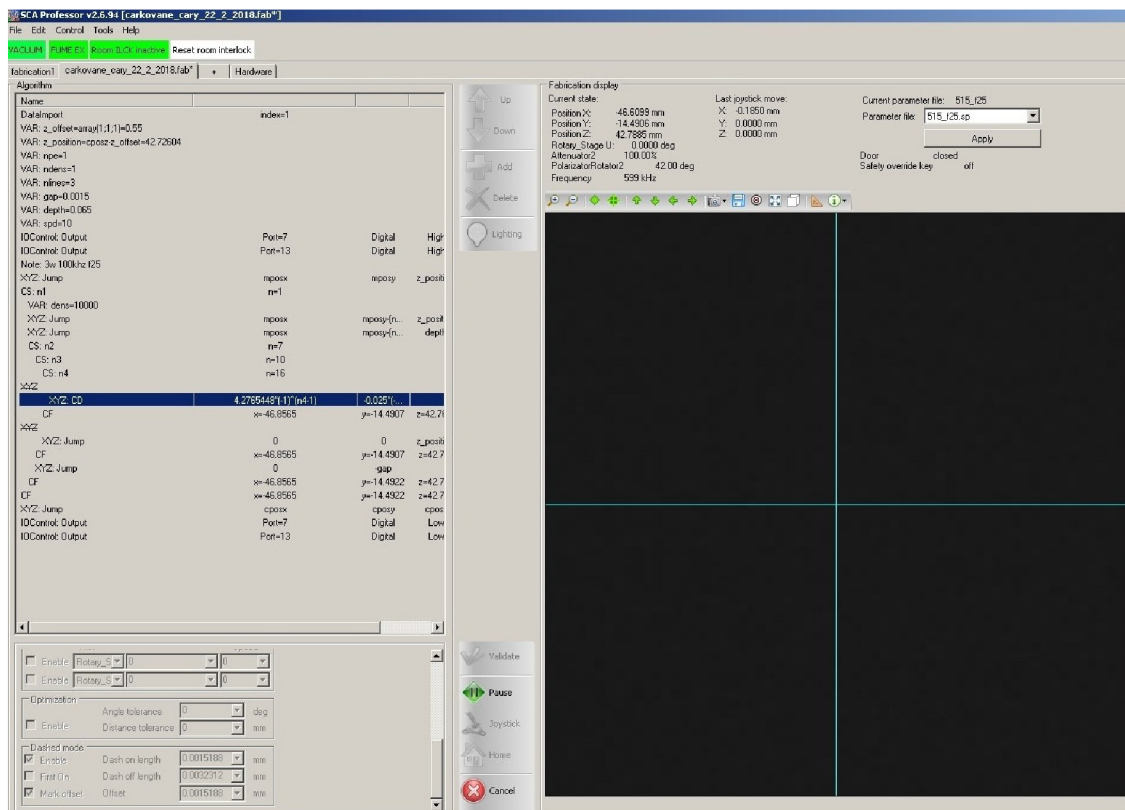 SCA Professor v2.6.94 [carkovane_cary_22_2_2018.fab*]
File Edit Control Tools Help
VACUUM FUME EX Room ILCK inactive Reset room interlock
fabrication1 carkovane_cary_22_2_2018.fab* + Hardware
Algorithm
Name
DataImport index=1
VAR: z_offset=array[1;1;1]=0.55
VAR: z_position=cposz-z_offset=42.72604
VAR: npe=1
VAR: ndens=1
VAR: nlines=3
VAR: gap=0.0015
VAR: depth=0.065
VAR: spd=10
IOControl: Output Port=7 Digital High
IOControl: Output Port=13 Digital High
Note: 3w 100khz f25
XYZ: Jump mposx mposy z_positi
CS: n1 n=1
VAR: dens=10000
XYZ: Jump mposx mposy-(n... z_posit
XYZ: Jump mposx mposy-(n... depth
CS: n2 n=7
CS: n3 n=10
CS: n4 n=16
XYZ
XYZ: CD 4.2765448*(-1)^(n4-1) -0.025*(-...
CF x=-46.8565 y=-14.4907 z=42.78
XYZ
XYZ: Jump 0 0 z_positi
CF x=-46.8565 y=-14.4907 z=42.7
XYZ: Jump 0 -gap
CF x=-46.8565 y=-14.4922 z=42.7
CF x=-46.8565 y=-14.4922 z=42.7
XYZ: Jump cposx cposy cpos
IOControl: Output Port=7 Digital Low
IOControl: Output Port=13 Digital Low
Enable Rotary_S 0 0
Enable Rotary_S 0 0
Optimization
Angle tolerance 0 deg
Enable Distance tolerance 0 mm
Dashed mode
Enable Dash on length 0.0015188 mm
First On Dash off length 0.0032312 mm
Mark offset Offset 0.0015188 mm
Up
Down
Add
Delete
Lighting
Validate
Pause
Joystick
Home
Cancel
Fabrication display
Current state:
Position X: -46.6099 mm
Position Y: -14.4906 mm
Position Z: 42.7885 mm
Rotary_Stage U: 0.0000 deg
Attenuator2 100.00%
PolarizatorRotator2 42.00 deg
Frequency 599 kHz
Last joystick move:
X: -0.1850 mm
Y: 0.0000 mm
Z: 0.0000 mm
Current parameter file: 515_f25
Parameter file: 515_f25.sp
Apply
Door closed
Safety override key off